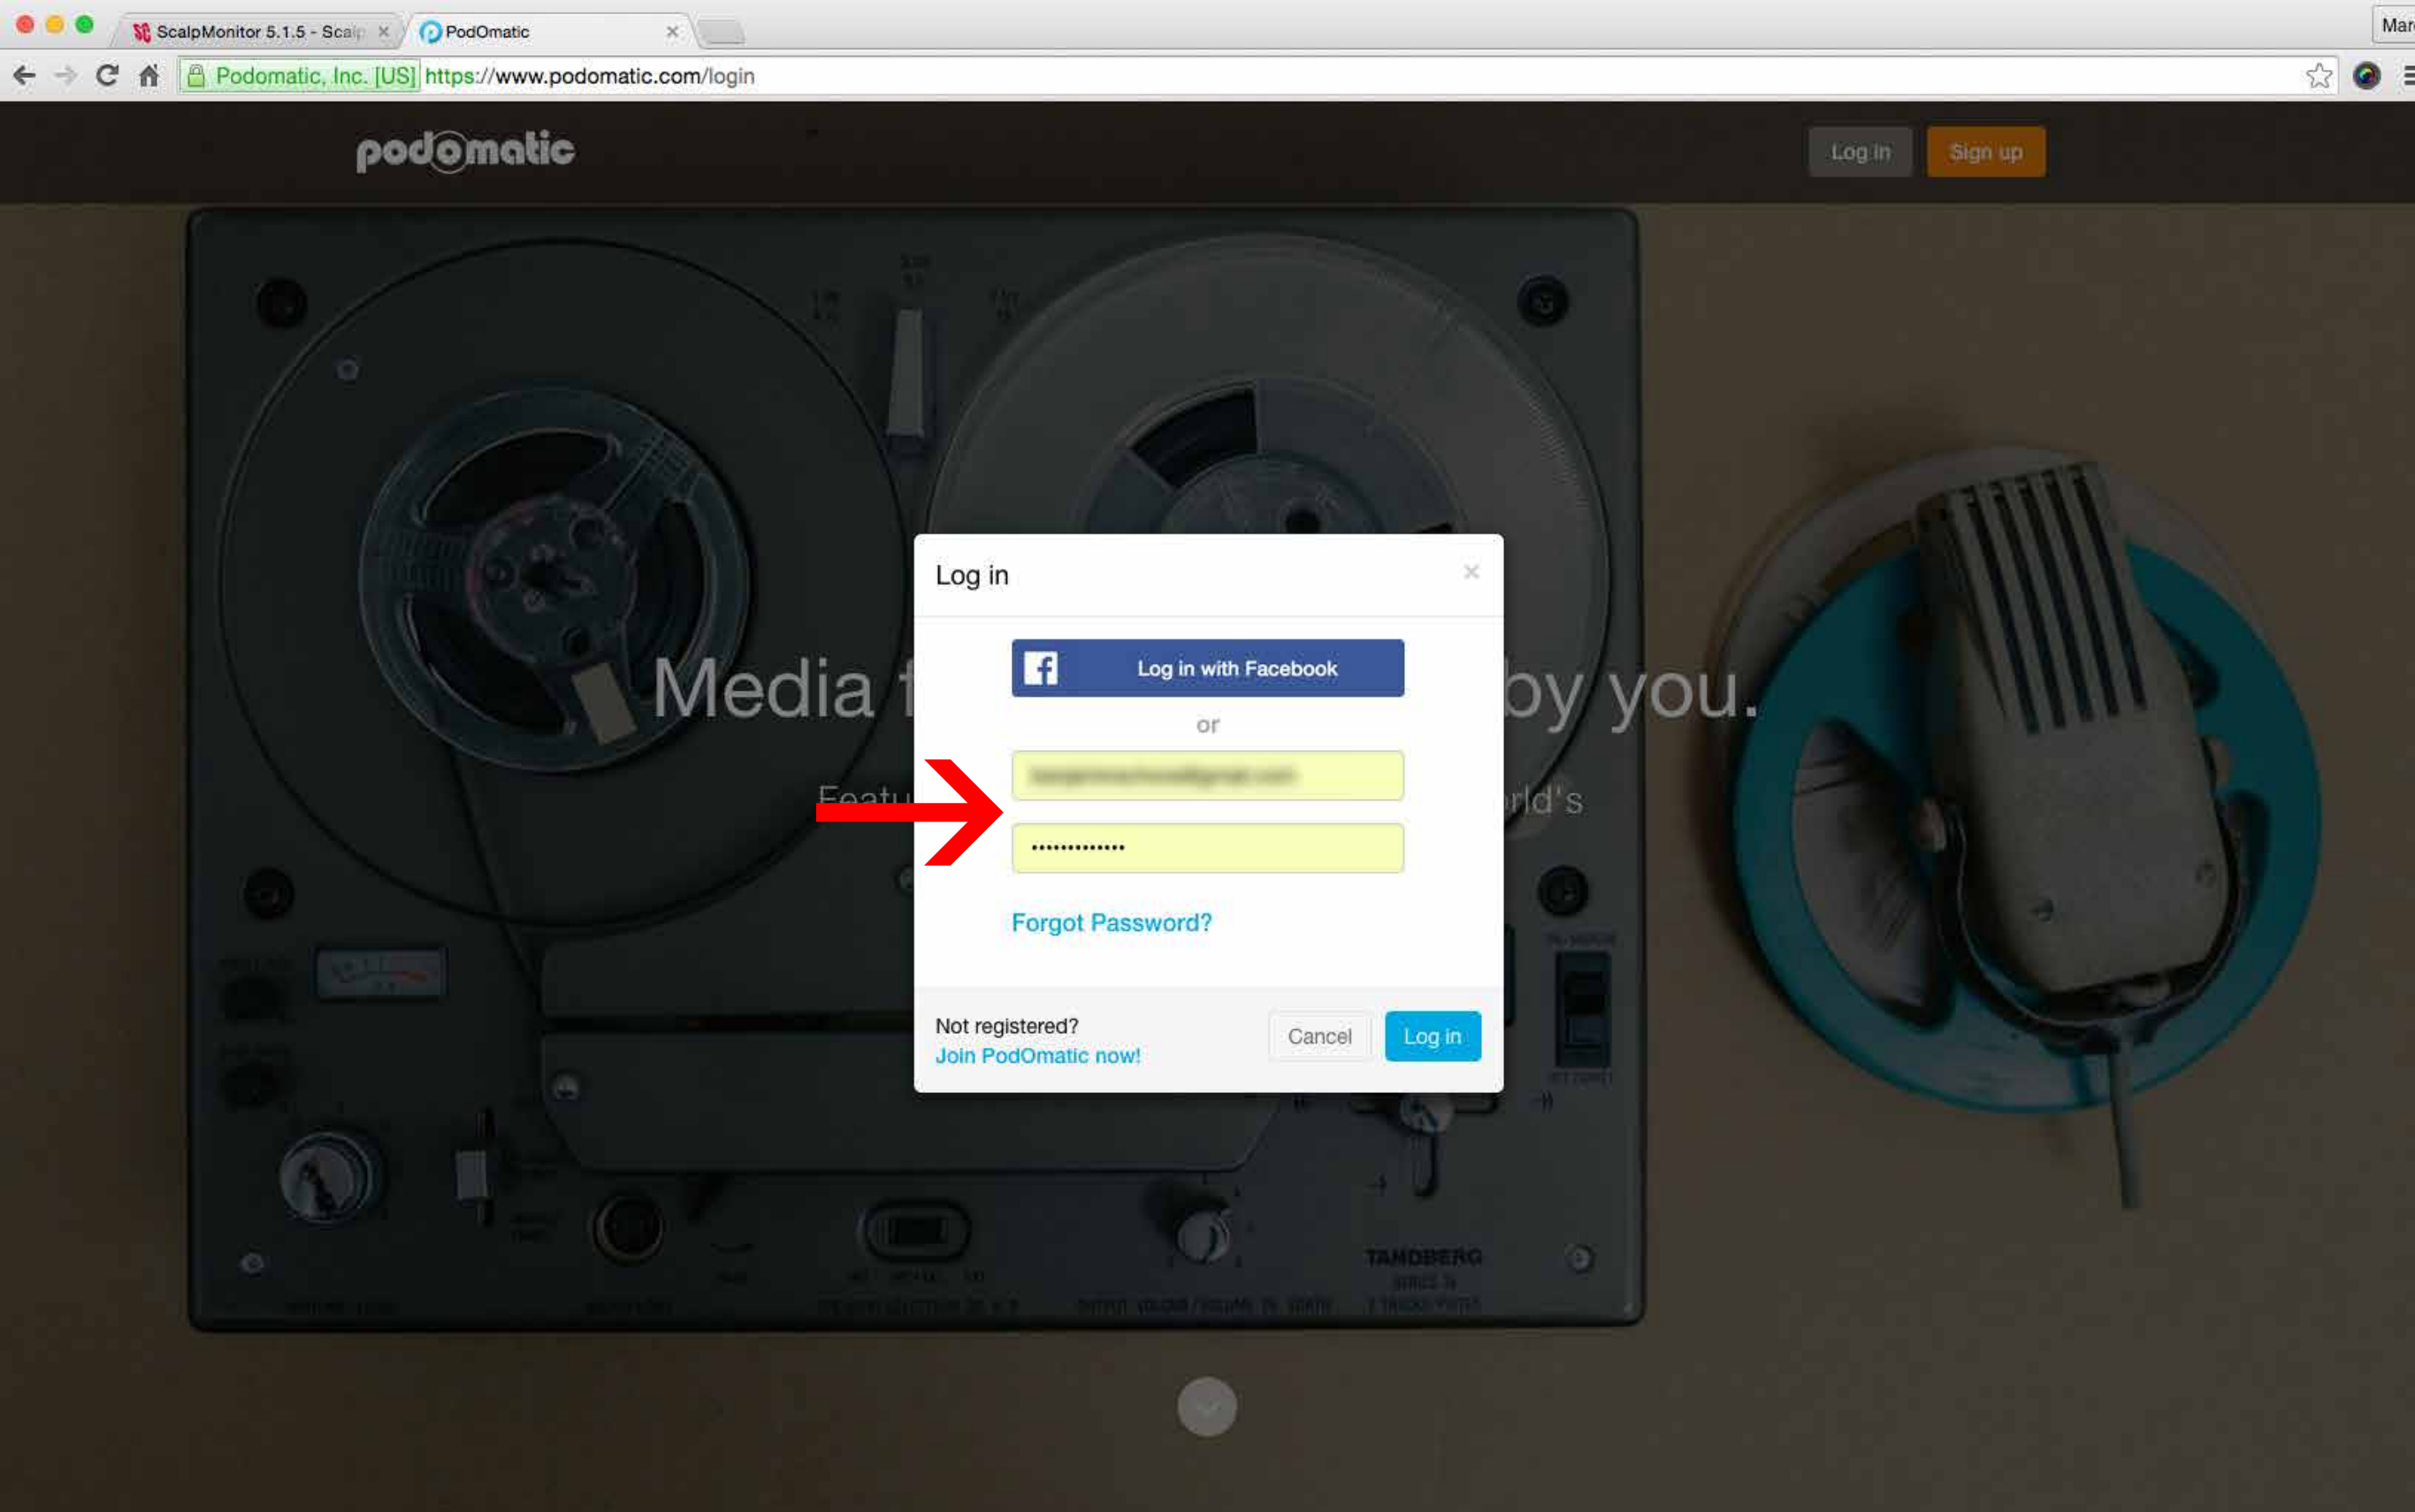 ScalpMonitor 5.1.5 - Scalp
PodOmatic
Mar
Podomatic, Inc. [US] https://www.podomatic.com/login
podomatic
Log in
Sign up
Log in
Log in with Facebook
Media
by you.
or
Featu
rld's
•••••••••••••
Forgot Password?
Not registered?
Join PodOmatic now!
Cancel
Log in
TANDBERG